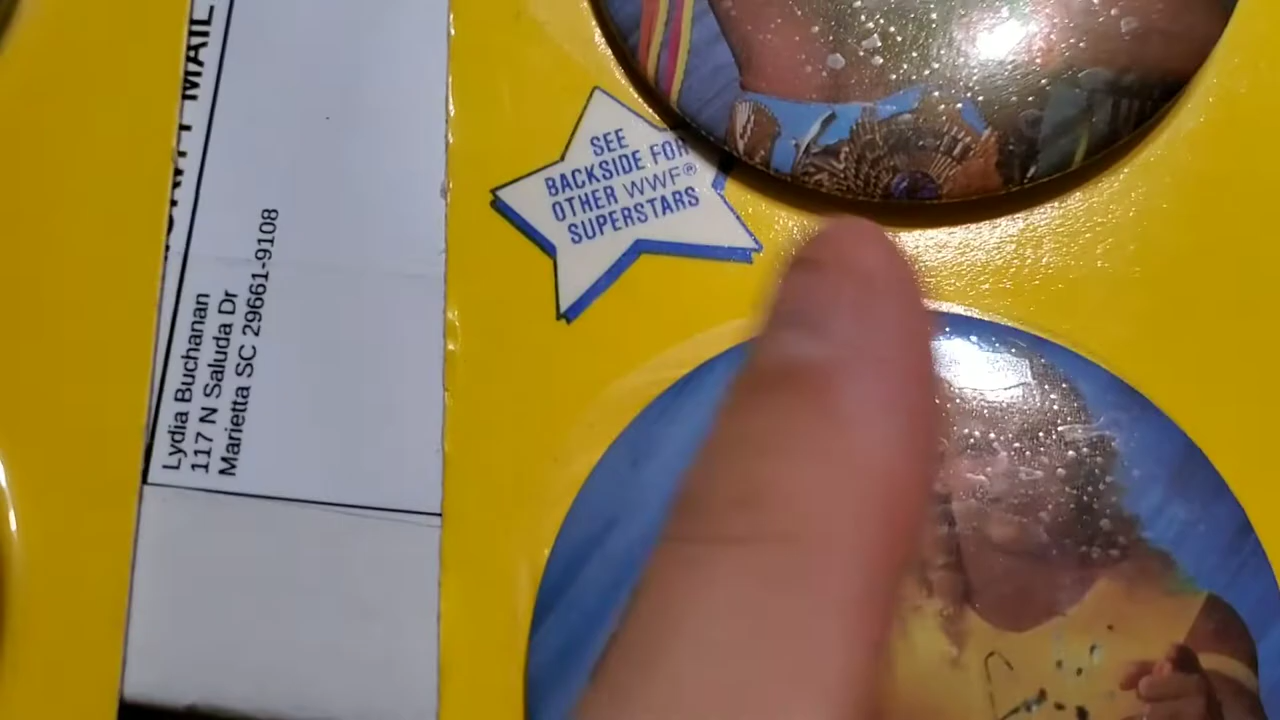 Lydia Buchanan
117 N Saluda Dr
Marietta SC 29661-9108
SEE
BACKSIDE FOR
OTHER WWF®
SUPERSTARS
MAIL